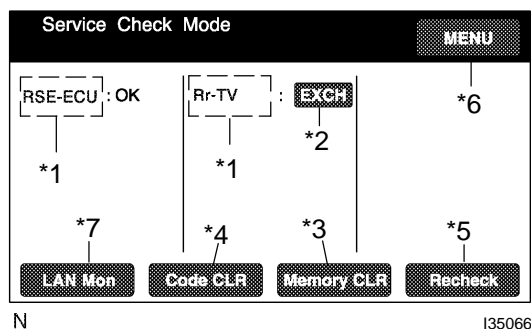 Service Check Mode
MENU
RSE-ECU : OK
Rr-TV : EXCH
*6
*2
*1
*1
*7
*4
*3
*5
LAN Mon
Code CLR
Memory CLR
Recheck
N
I35066